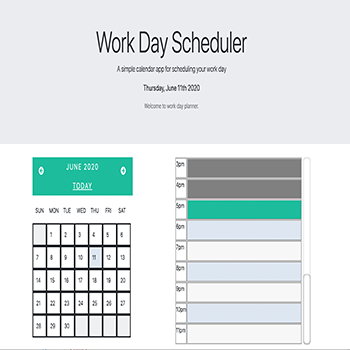 Work Day Scheduler
A simple calendar app for scheduling your work day
Thursday, June 11th 2020
Welcome to work day planner.
JUNE 2020
TODAY
SUN MON TUE WED THU FRI SAT
1 2 3 4 5 6
7 8 9 10 11 12 13
14 15 16 17 18 19 20
21 22 23 24 25 26 27
28 29 30
3pm
4pm
5pm
6pm
7pm
8pm
9pm
10pm
11pm